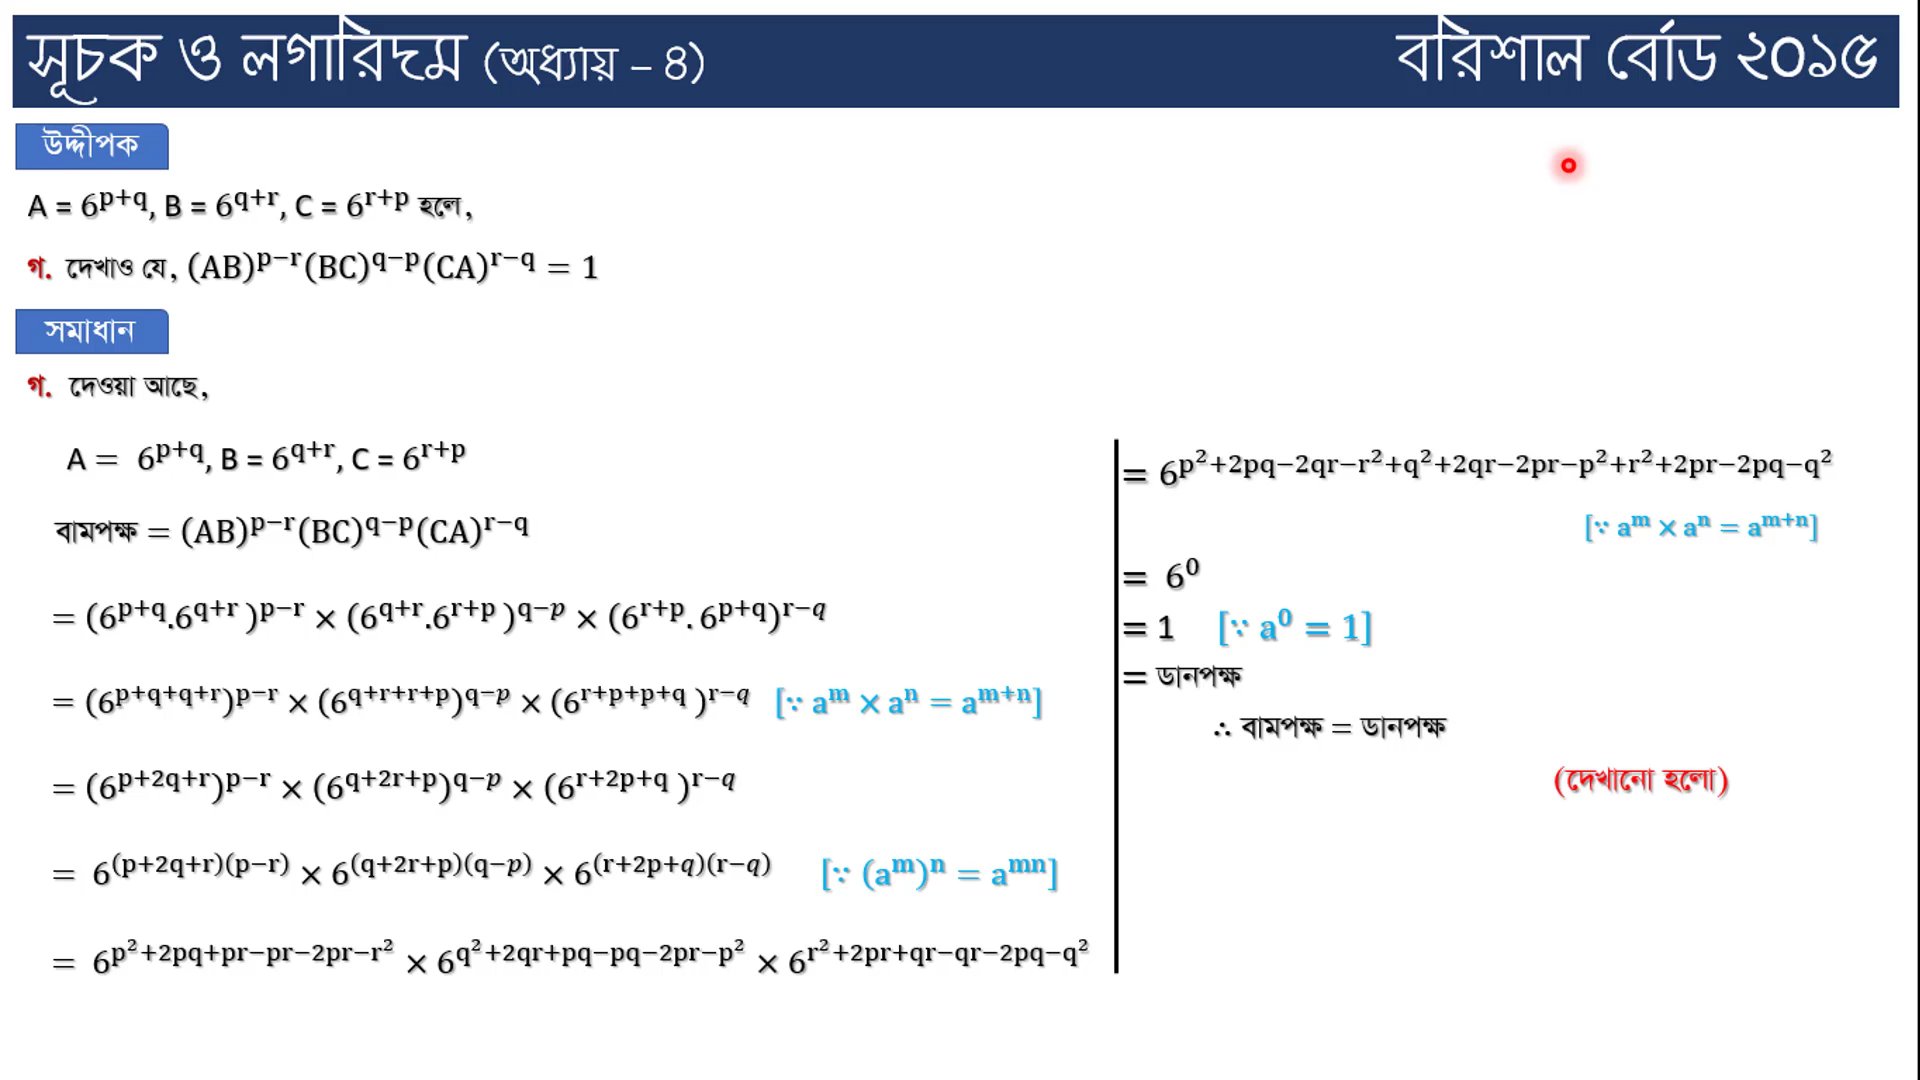 সূচক ও লগারিদম (অধ্যায় – ৪)
বরিশাল বোর্ড ২০১৫
উদ্দীপক
A = 6^{p+q}, B = 6^{q+r}, C = 6^{r+p} হলে,
গ. দেখাও যে, (AB)^{p−r}(BC)^{q−p}(CA)^{r−q} = 1
সমাধান
গ. দেওয়া আছে,
A = 6^{p+q}, B = 6^{q+r}, C = 6^{r+p}
বামপক্ষ = (AB)^{p−r}(BC)^{q−p}(CA)^{r−q}
= (6^{p+q}.6^{q+r})^{p−r} × (6^{q+r}.6^{r+p})^{q−p} × (6^{r+p}.6^{p+q})^{r−q}
= (6^{p+q+q+r})^{p−r} × (6^{q+r+r+p})^{q−p} × (6^{r+p+p+q})^{r−q} [∵ a^m × a^n = a^{m+n}]
= (6^{p+2q+r})^{p−r} × (6^{q+2r+p})^{q−p} × (6^{r+2p+q})^{r−q}
= 6^{(p+2q+r)(p−r)} × 6^{(q+2r+p)(q−p)} × 6^{(r+2p+q)(r−q)} [∵ (a^m)^n = a^{mn}]
= 6^{p²+2pq+pr−pr−2pr−r²} × 6^{q²+2qr+pq−pq−2pr−p²} × 6^{r²+2pr+qr−qr−2pq−q²}
= 6^{p²+2pq−2qr−r²+q²+2qr−2pr−p²+r²+2pr−2pq−q²}
[∵ a^m × a^n = a^{m+n}]
= 6^0
= 1 [∵ a^0 = 1]
= ডানপক্ষ
∴ বামপক্ষ = ডানপক্ষ
(দেখানো হলো)